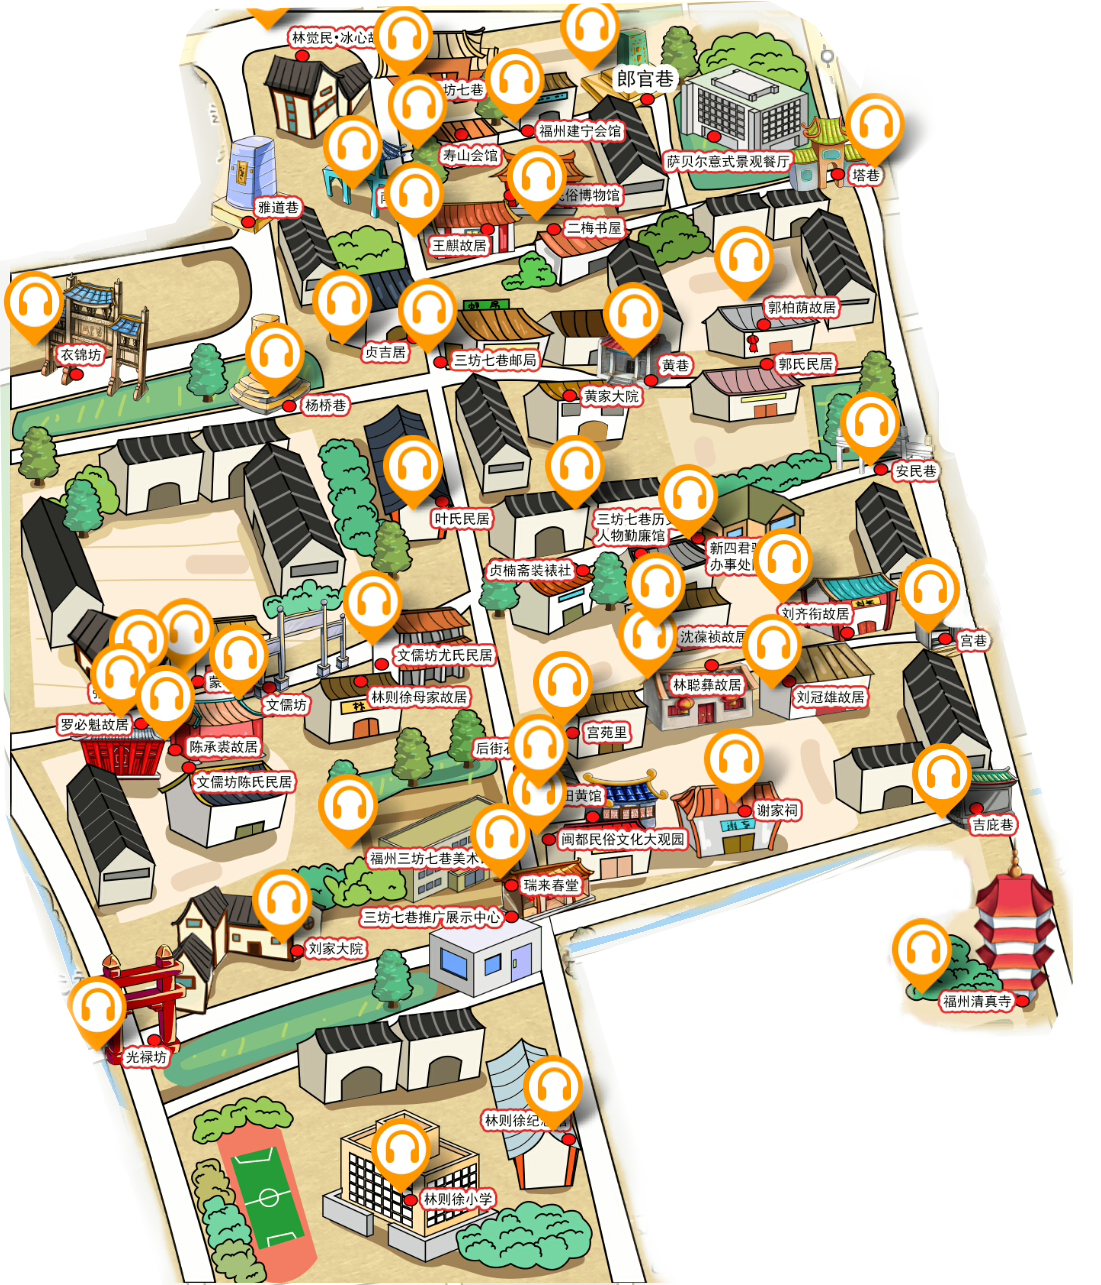 林觉民•冰心故
坊七巷
郎官巷
福州建宁会馆
寿山会馆
萨贝尔意式景观餐厅
塔巷
俗博物馆
雅道巷
二梅书屋
王麒故居
郭柏荫故居
贞吉居
三坊七巷邮局
衣锦坊
黄巷
郭氏民居
黄家大院
杨桥巷
安民巷
叶氏民居
三坊七巷历史
人物勤廉馆
新四君
办事处
贞楠斋装裱社
刘齐衔故居
沈葆祯故居
宫巷
文儒坊尤氏民居
蒙
林则徐母家故居
文儒坊
林聪彝故居
刘冠雄故居
罗必魁故居
陈承裘故居
宫苑里
后街
文儒坊陈氏民居
田黄馆
谢家祠
吉庇巷
闽都民俗文化大观园
福州三坊七巷美术
瑞来春堂
三坊七巷推广展示中心
刘家大院
福州清真寺
光禄坊
林则徐纪
林则徐小学